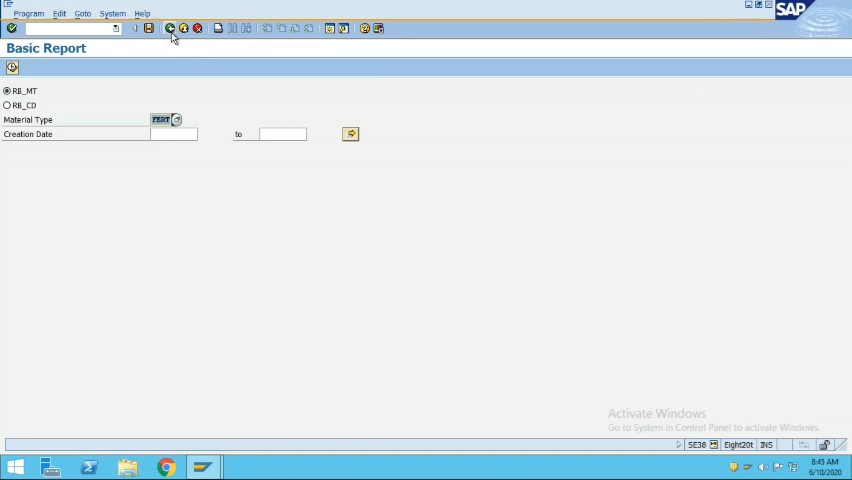 Program Edit Goto System Help
SAP
Basic Report
RB_MT
RB_CD
Material Type FERT
Creation Date to
Activate Windows
Go to System in Control Panel to activate Windows.
SE38 Eight20t INS
8:45 AM
6/10/2020